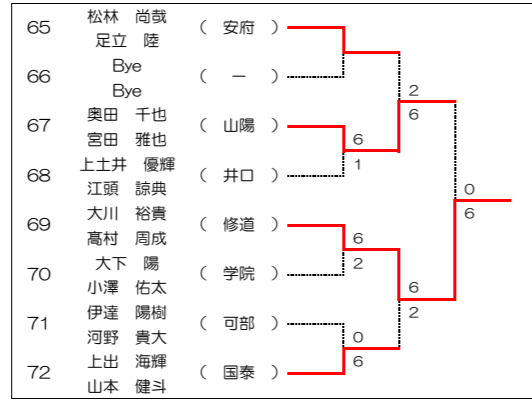 65 松林　尚哉 足立　陸 （ 安府 ）
66 Bye Bye （ ー ）
2
6
67 奥田　千也 宮田　雅也 （ 山陽 ）
6
1
68 上土井　優輝 江頭　諒典 （ 井口 ）
0
6
69 大川　裕貴 髙村　周成 （ 修道 ）
6
2
70 大下　陽 小澤　佑太 （ 学院 ）
6
2
71 伊達　陽樹 河野　貴大 （ 可部 ）
0
6
72 上出　海輝 山本　健斗 （ 国泰 ）